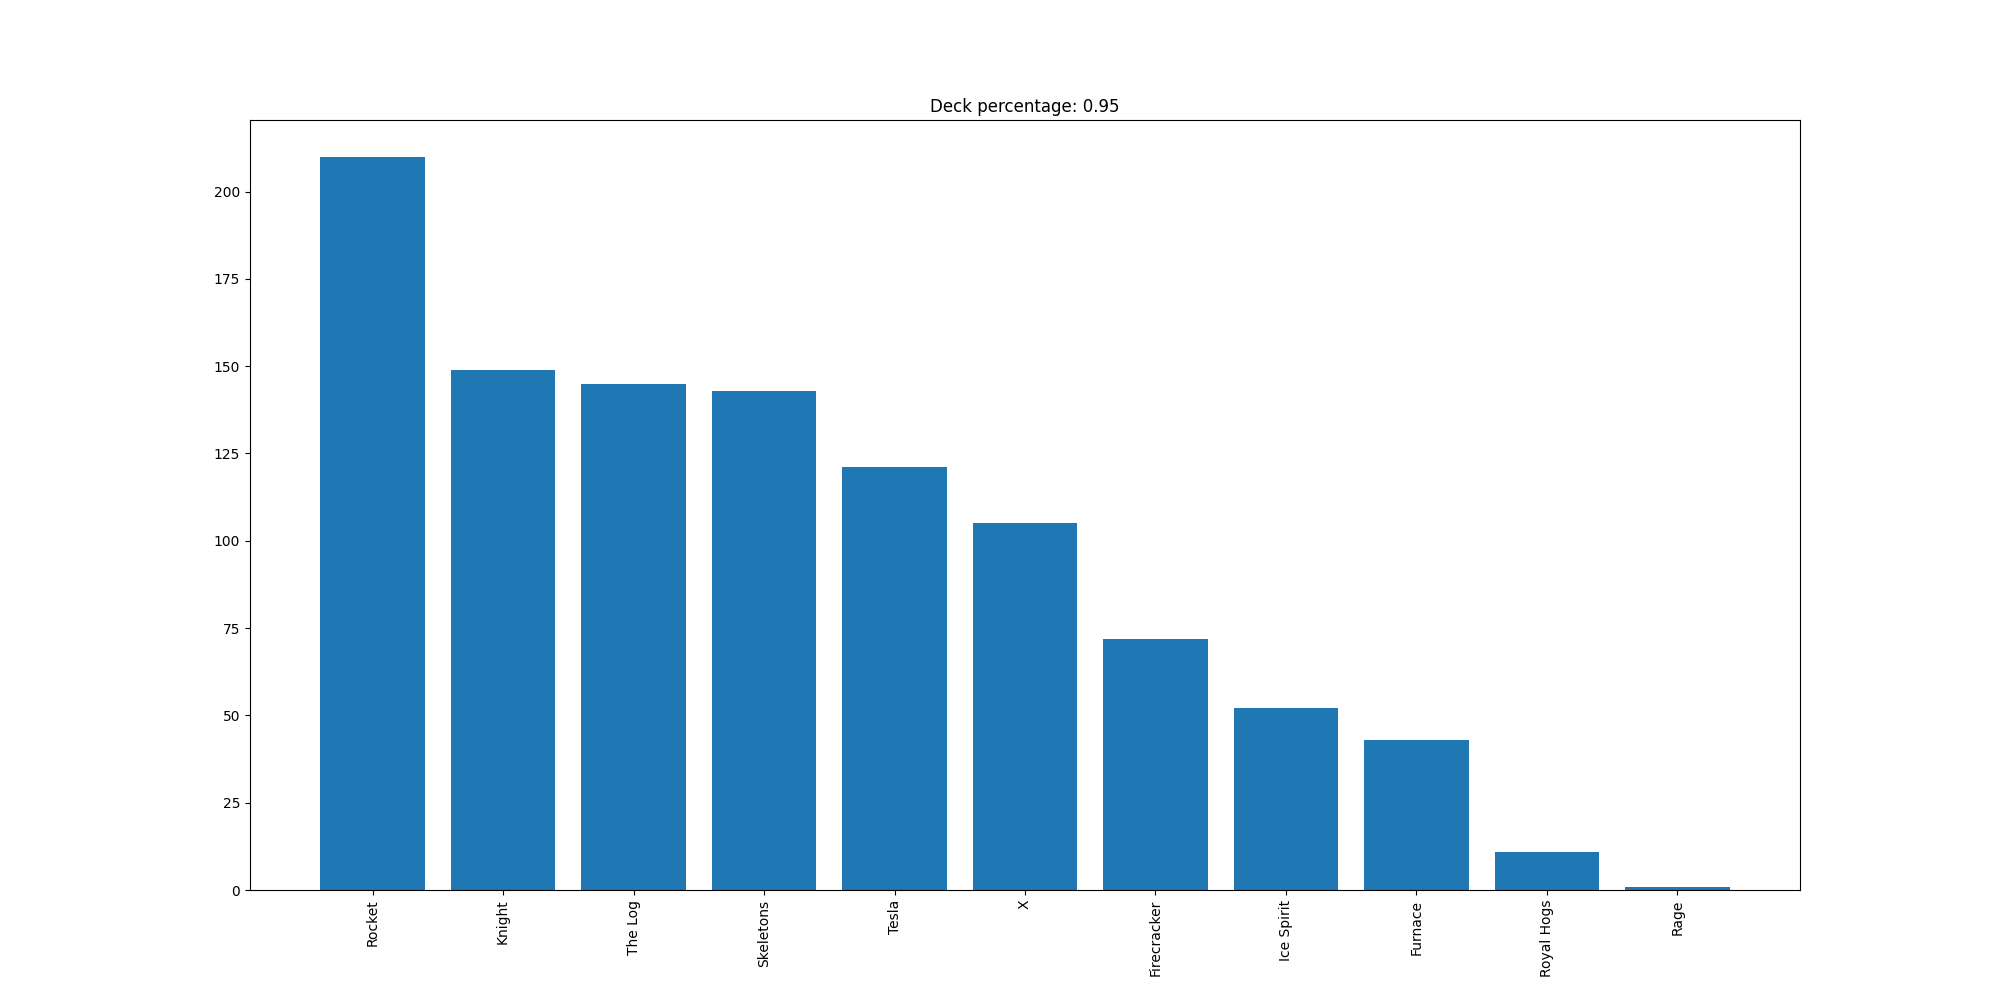 Deck percentage: 0.95
200
175
150
125
100
75
50
25
0
Rocket
Knight
The Log
Skeletons
Tesla
X
Firecracker
Ice Spirit
Furnace
Royal Hogs
Rage